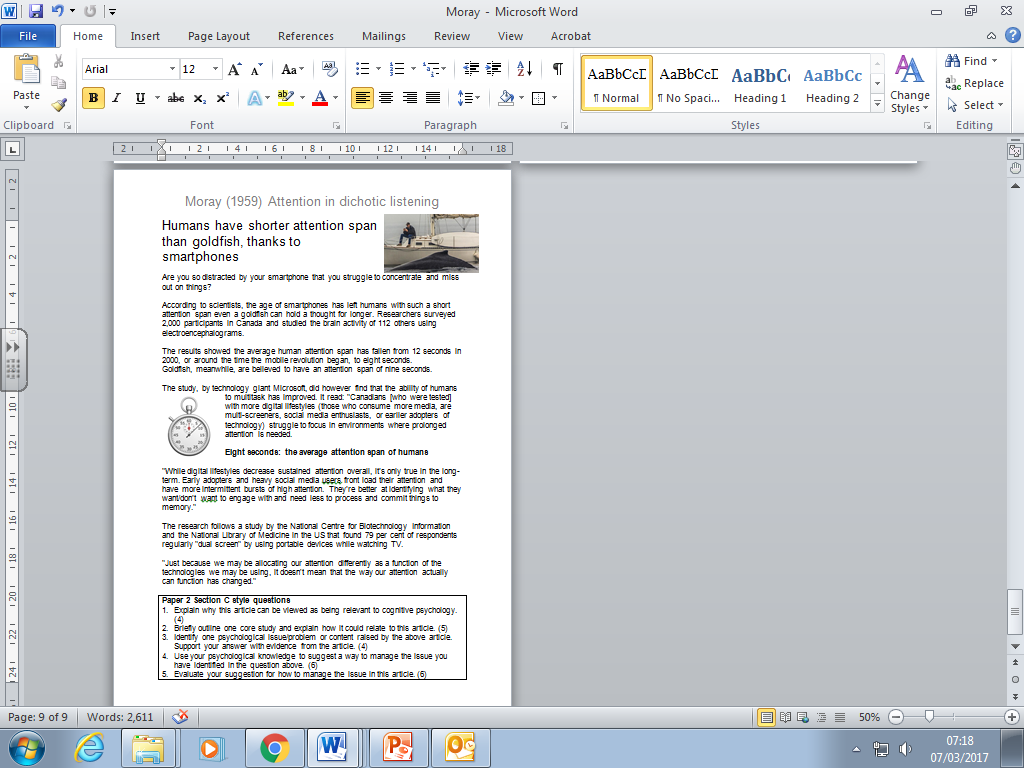 Moray - Microsoft Word
File Home Insert Page Layout References Mailings Review View Acrobat
Paste
Arial 12
Aa
B I U abc x₂ x²
AaBbCcI AaBbCcI AaBbC AaBbCc
¶ Normal ¶ No Spaci... Heading 1 Heading 2
Change Styles
Find
Replace
Select
Clipboard Font Paragraph Styles Editing
2 2 4 6 8 10 12 14 18
Moray (1959) Attention in dichotic listening
Humans have shorter attention span
than goldfish, thanks to
smartphones
Are you so distracted by your smartphone that you struggle to concentrate and miss
out on things?
According to scientists, the age of smartphones has left humans with such a short
attention span even a goldfish can hold a thought for longer. Researchers surveyed
2,000 participants in Canada and studied the brain activity of 112 others using
electroencephalograms.
The results showed the average human attention span has fallen from 12 seconds in
2000, or around the time the mobile revolution began, to eight seconds.
Goldfish, meanwhile, are believed to have an attention span of nine seconds.
The study, by technology giant Microsoft, did however find that the ability of humans
to multitask has improved. It read: "Canadians [who were tested]
with more digital lifestyles (those who consume more media, are
multi-screeners, social media enthusiasts, or earlier adopters of
technology) struggle to focus in environments where prolonged
attention is needed.
Eight seconds: the average attention span of humans
"While digital lifestyles decrease sustained attention overall, it's only true in the long-
term. Early adopters and heavy social media users front load their attention and
have more intermittent bursts of high attention. They're better at identifying what they
want/don't want to engage with and need less to process and commit things to
memory."
The research follows a study by the National Centre for Biotechnology Information
and the National Library of Medicine in the US that found 79 per cent of respondents
regularly "dual screen" by using portable devices while watching TV.
"Just because we may be allocating our attention differently as a function of the
technologies we may be using, it doesn't mean that the way our attention actually
can function has changed."
Paper 2 Section C style questions
1. Explain why this article can be viewed as being relevant to cognitive psychology.
(4)
2. Briefly outline one core study and explain how it could relate to this article. (5)
3. Identify one psychological issue/problem or content raised by the above article.
Support your answer with evidence from the article. (4)
4. Use your psychological knowledge to suggest a way to manage the issue you
have identified in the question above. (6)
5. Evaluate your suggestion for how to manage the issue in this article. (6)
Page: 9 of 9 Words: 2,611 50%
07:18
07/03/2017